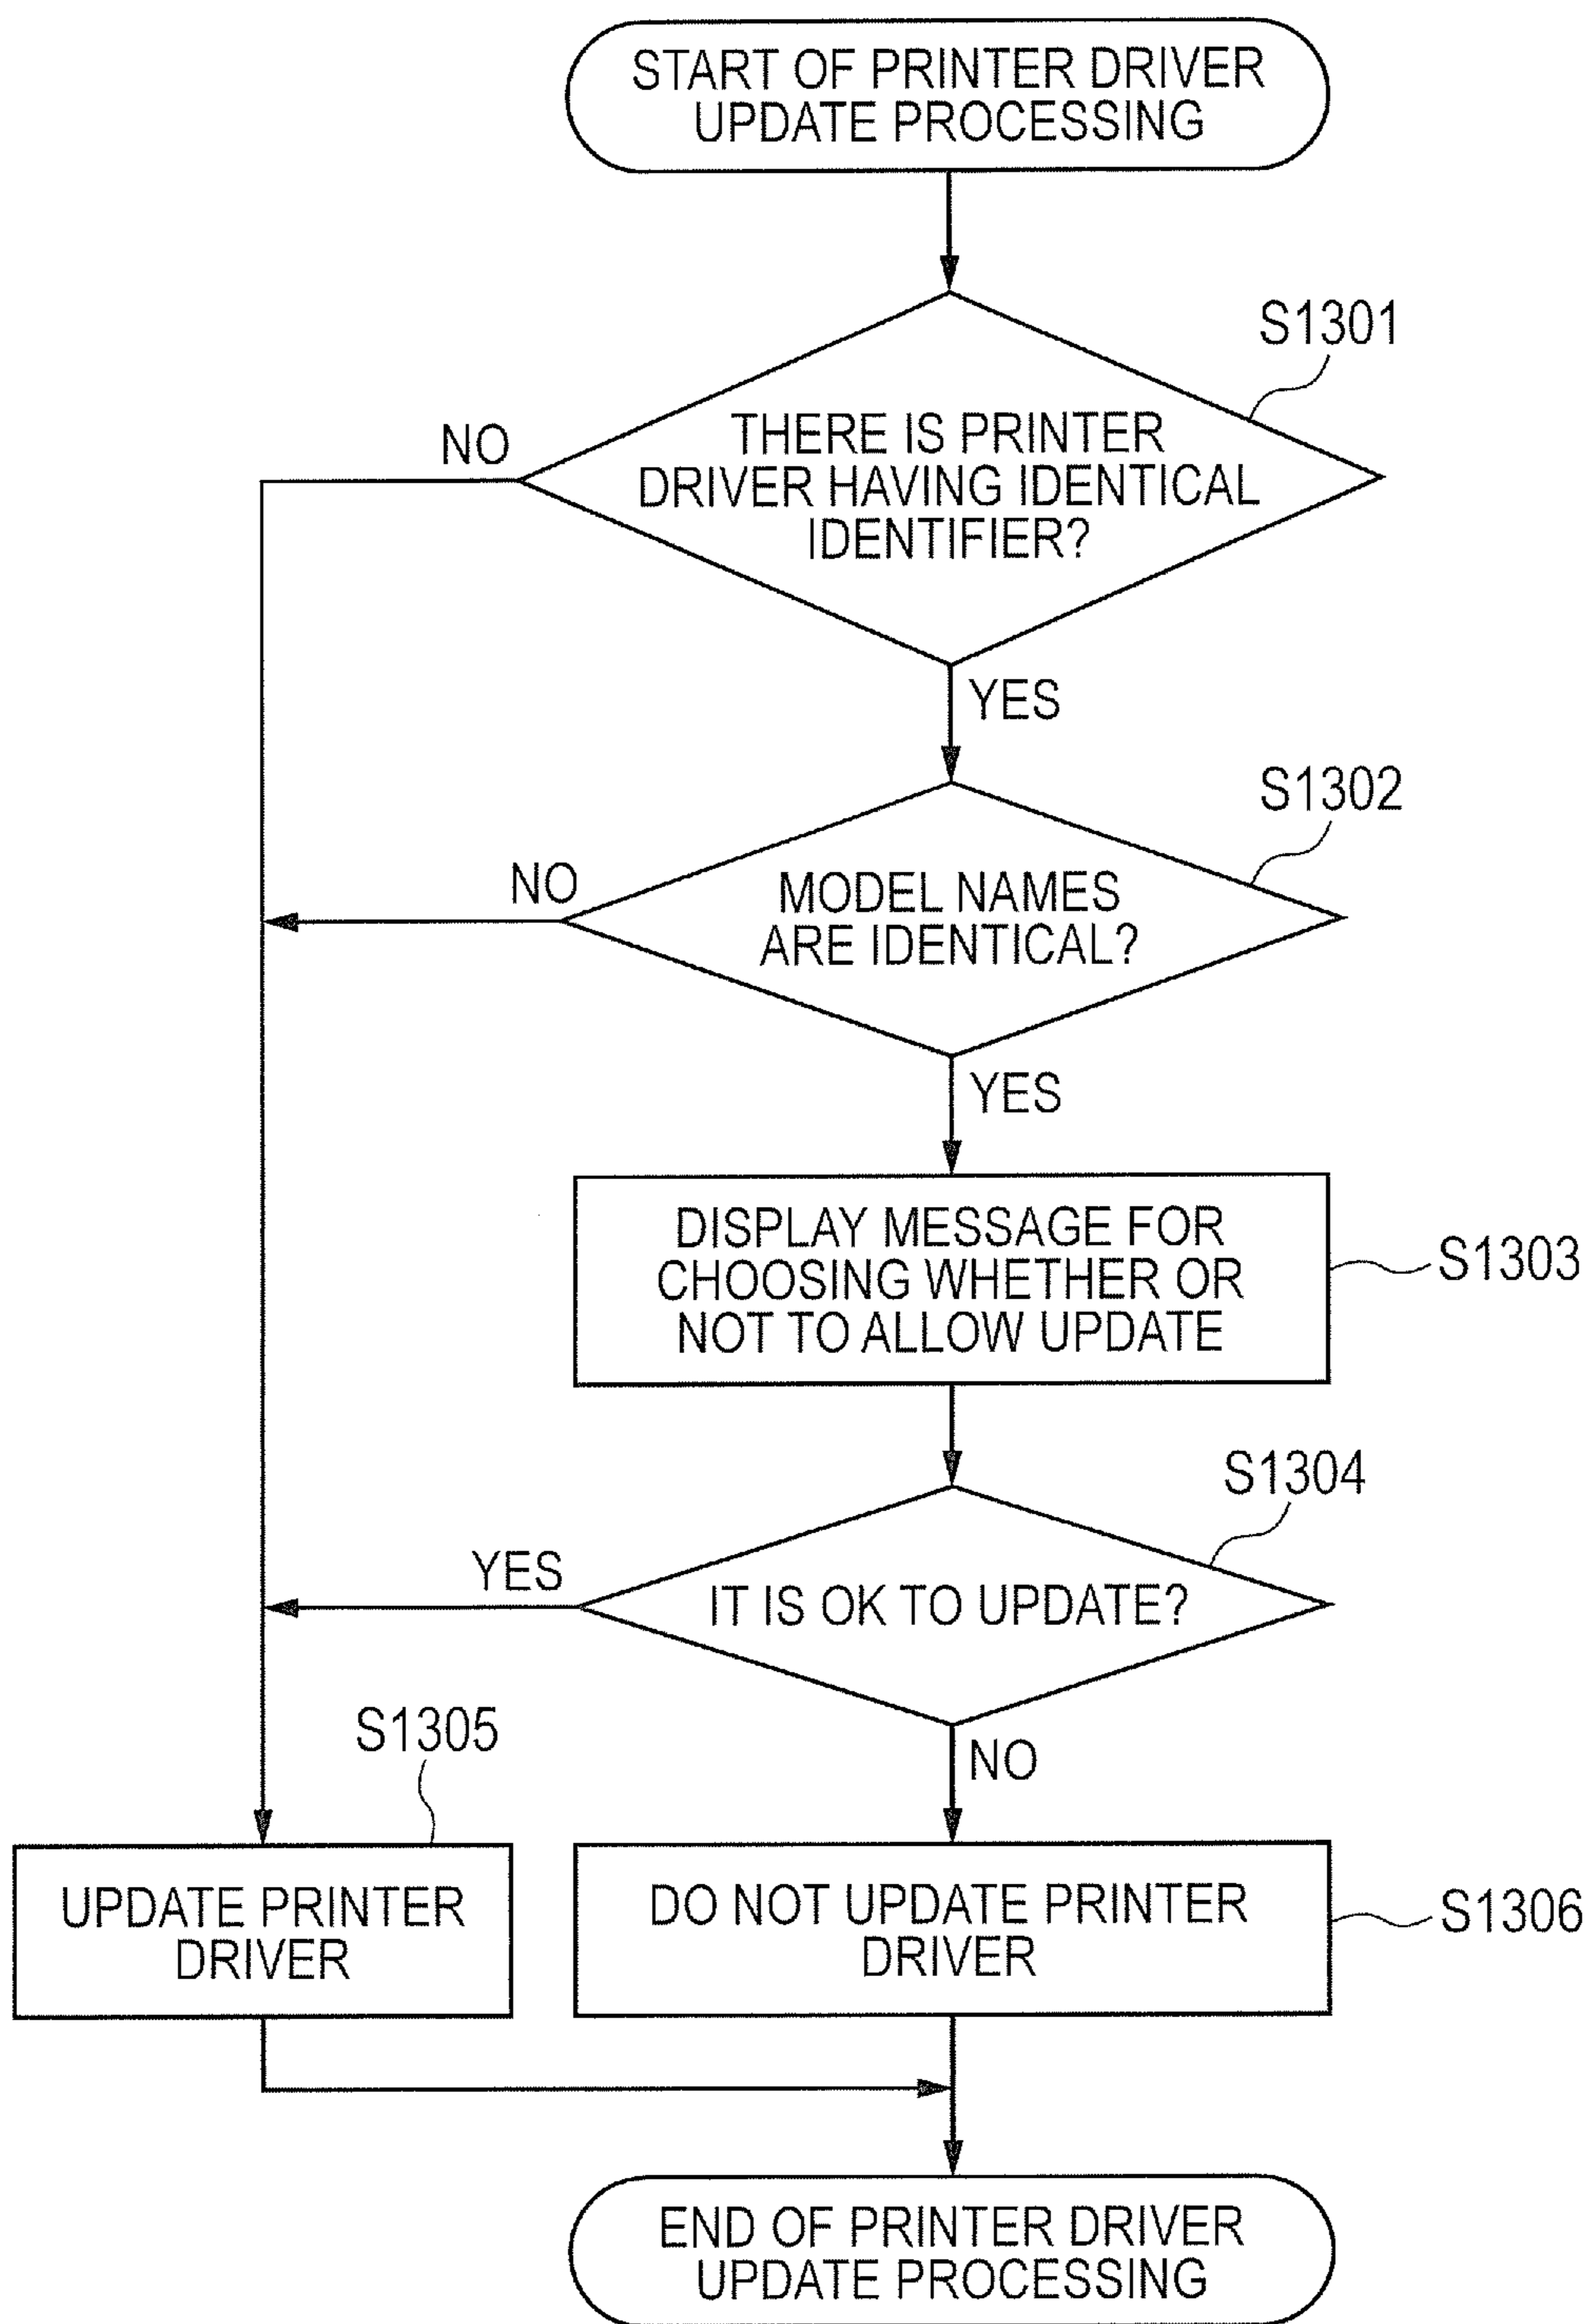 START OF PRINTER DRIVER
UPDATE PROCESSING
S1301
NO
THERE IS PRINTER
DRIVER HAVING IDENTICAL
IDENTIFIER?
YES
S1302
NO
MODEL NAMES
ARE IDENTICAL?
YES
DISPLAY MESSAGE FOR
CHOOSING WHETHER OR
NOT TO ALLOW UPDATE
S1303
S1304
YES
IT IS OK TO UPDATE?
S1305
NO
UPDATE PRINTER
DRIVER
DO NOT UPDATE PRINTER
DRIVER
S1306
END OF PRINTER DRIVER
UPDATE PROCESSING